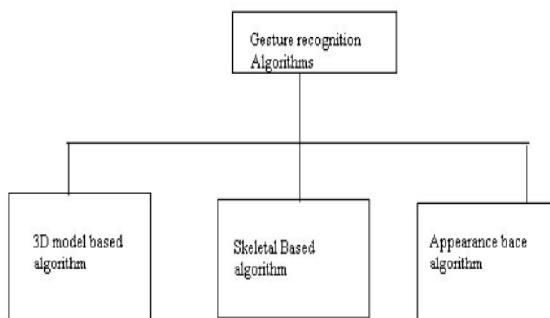 Gesture recognition
Algorithms
3D model based
algorithm
Skeletal Based
algorithm
Appearance bace
algorithm